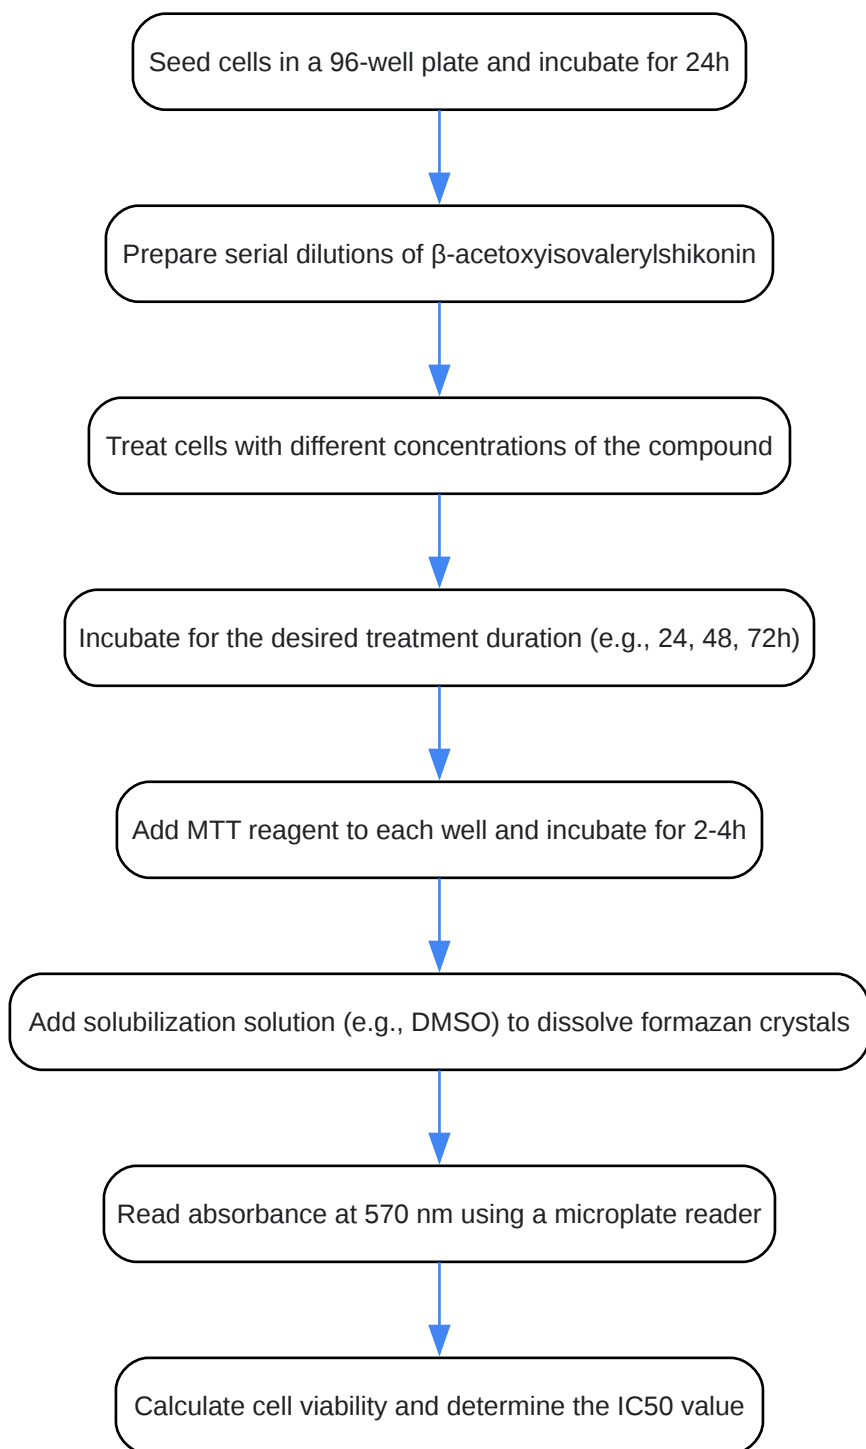 Seed cells in a 96-well plate and incubate for 24h
Prepare serial dilutions of β-acetoxyisovalerylshikonin
Treat cells with different concentrations of the compound
Incubate for the desired treatment duration (e.g., 24, 48, 72h)
Add MTT reagent to each well and incubate for 2-4h
Add solubilization solution (e.g., DMSO) to dissolve formazan crystals
Read absorbance at 570 nm using a microplate reader
Calculate cell viability and determine the IC50 value